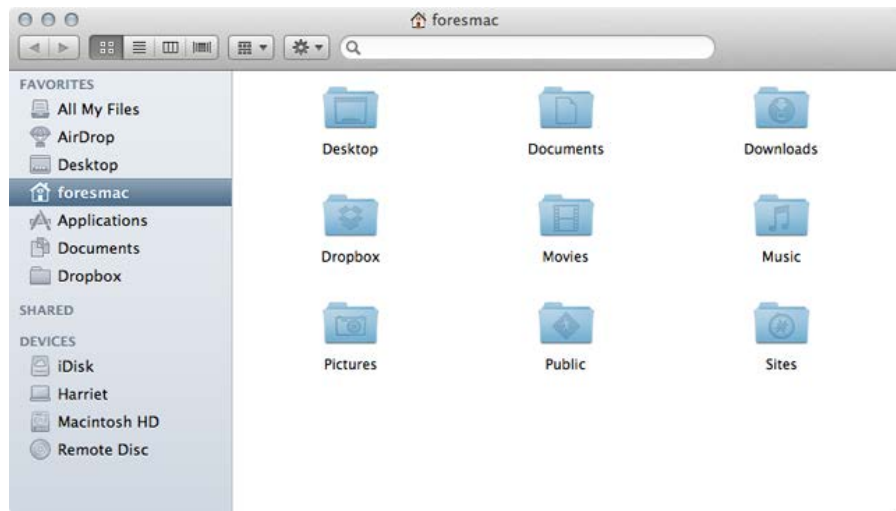 foresmac
FAVORITES
All My Files
AirDrop
Desktop
foresmac
Applications
Documents
Dropbox
SHARED
DEVICES
iDisk
Harriet
Macintosh HD
Remote Disc
Desktop Documents Downloads
Dropbox Movies Music
Pictures Public Sites